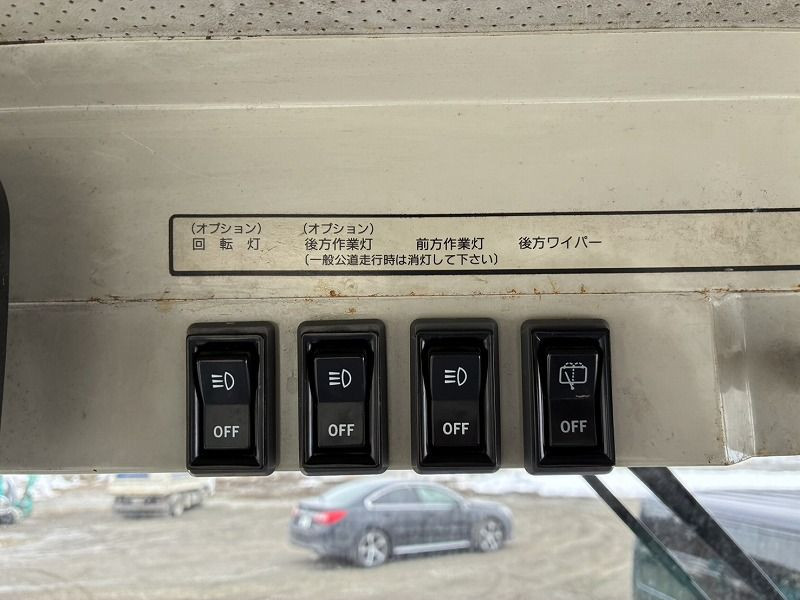 (オプション) (オプション)
回転灯 後方作業灯 前方作業灯 後方ワイパー
(一般公道走行時は消灯して下さい)
OFF OFF OFF OFF